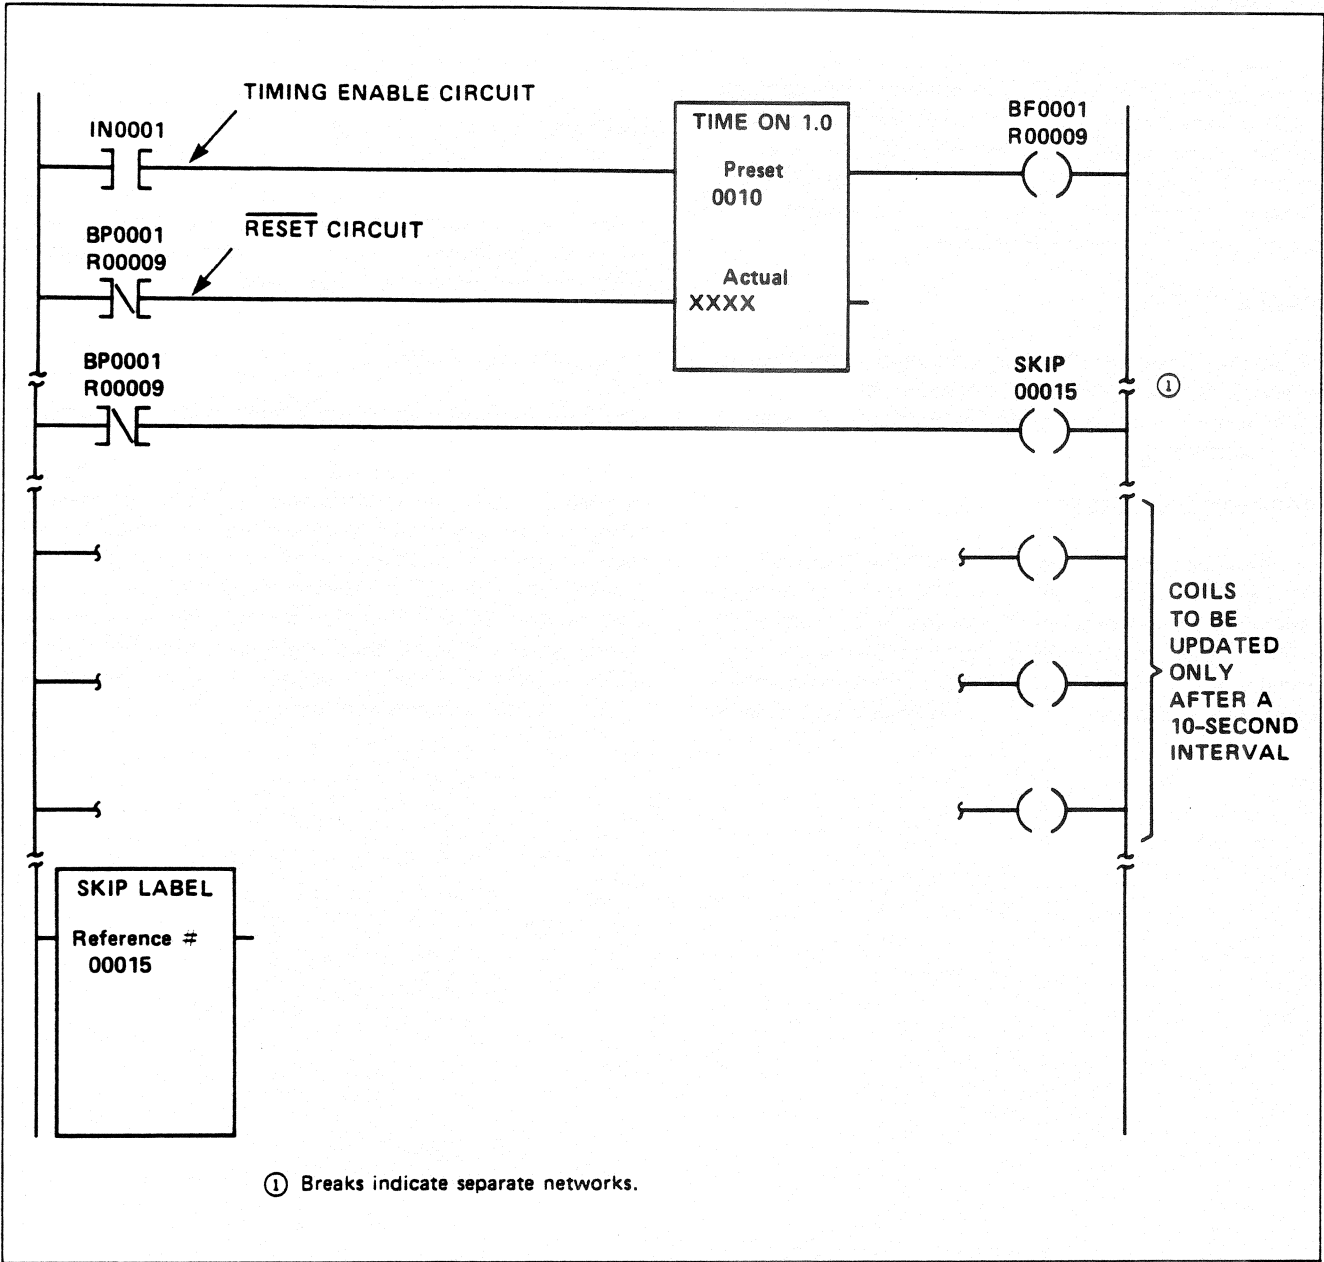 TIMING ENABLE CIRCUIT
IN0001
TIME ON 1.0
Preset
0010
Actual
XXXX
BF0001
R00009
BP0001
R00009
RESET CIRCUIT
BP0001
R00009
SKIP
00015
①
COILS
TO BE
UPDATED
ONLY
AFTER A
10-SECOND
INTERVAL
SKIP LABEL
Reference #
00015
① Breaks indicate separate networks.